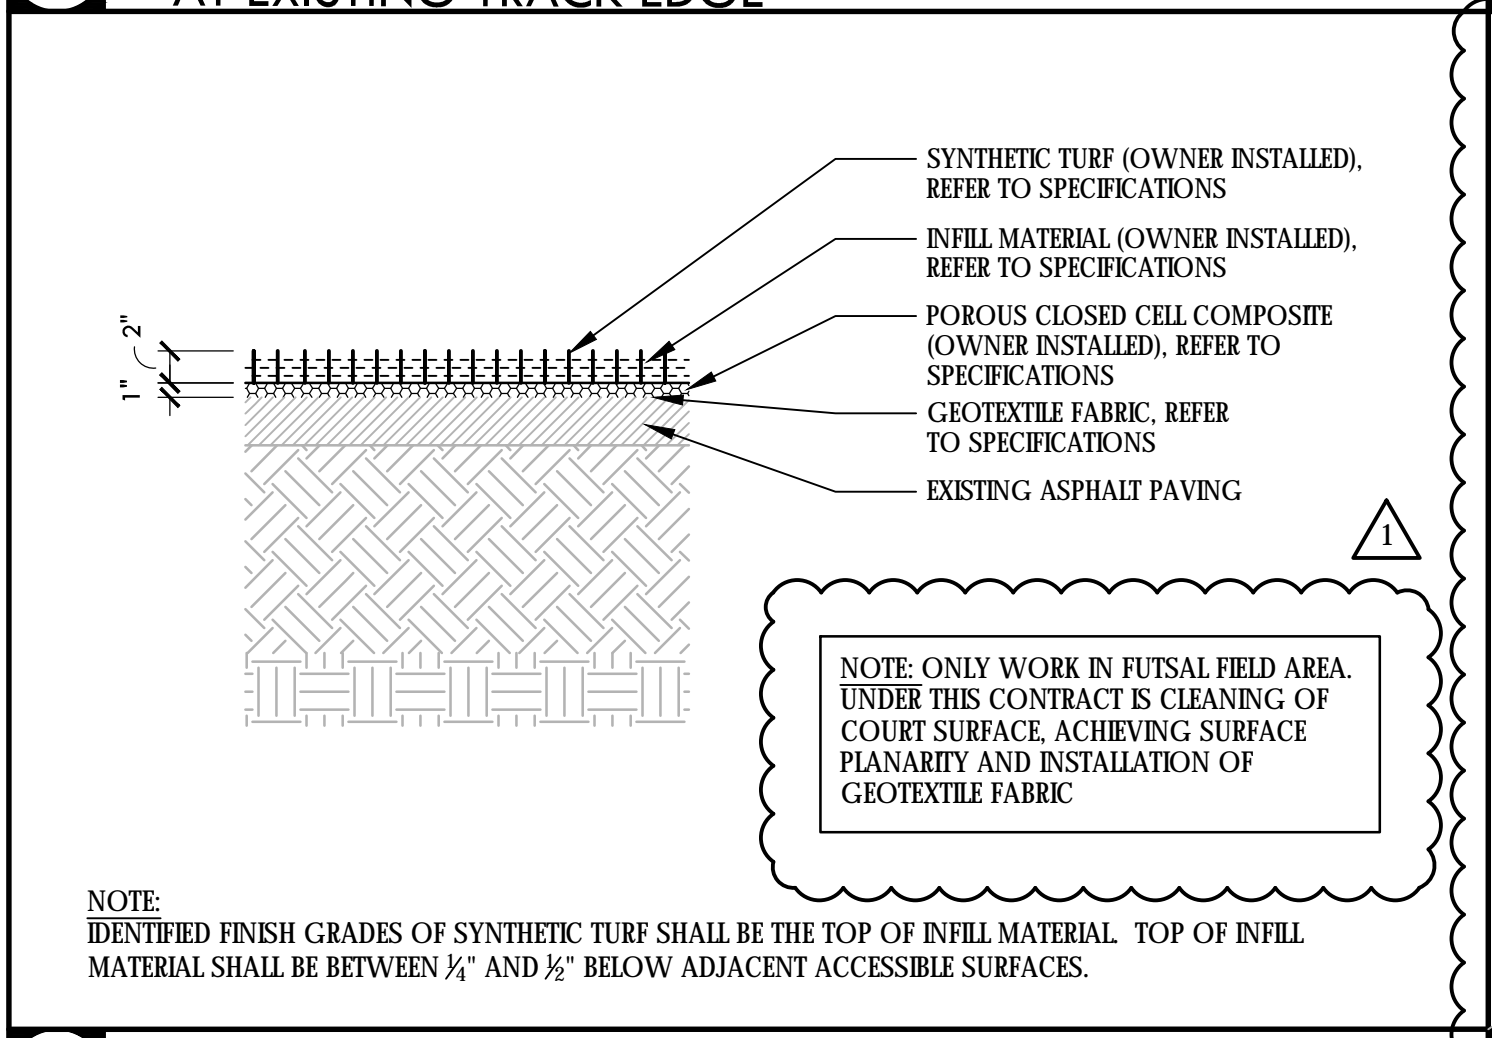 AT EXISTING TRACK EDGE
SYNTHETIC TURF (OWNER INSTALLED),
REFER TO SPECIFICATIONS
INFILL MATERIAL (OWNER INSTALLED),
REFER TO SPECIFICATIONS
POROUS CLOSED CELL COMPOSITE
(OWNER INSTALLED), REFER TO
SPECIFICATIONS
GEOTEXTILE FABRIC, REFER
TO SPECIFICATIONS
EXISTING ASPHALT PAVING
2"
1"
1
NOTE: ONLY WORK IN FUTSAL FIELD AREA.
UNDER THIS CONTRACT IS CLEANING OF
COURT SURFACE, ACHIEVING SURFACE
PLANARITY AND INSTALLATION OF
GEOTEXTILE FABRIC
NOTE:
IDENTIFIED FINISH GRADES OF SYNTHETIC TURF SHALL BE THE TOP OF INFILL MATERIAL. TOP OF INFILL
MATERIAL SHALL BE BETWEEN ¼" AND ½" BELOW ADJACENT ACCESSIBLE SURFACES.